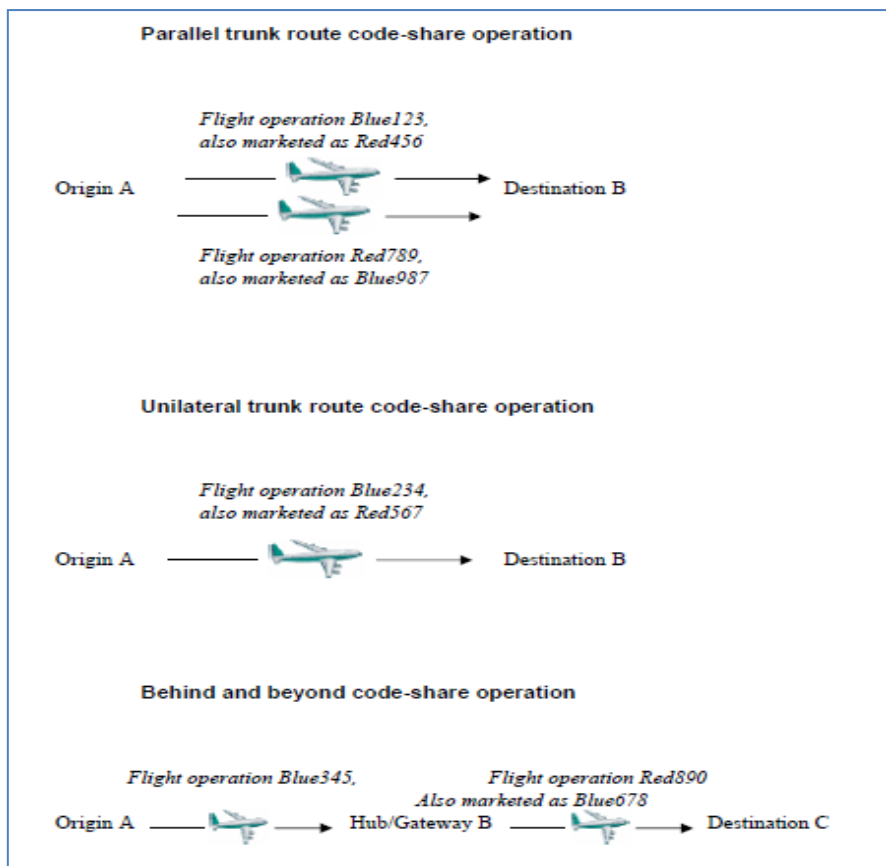 Parallel trunk route code-share operation
Flight operation Blue123,
also marketed as Red456
Origin A
Destination B
Flight operation Red789,
also marketed as Blue987
Unilateral trunk route code-share operation
Flight operation Blue234,
also marketed as Red567
Origin A
Destination B
Behind and beyond code-share operation
Flight operation Blue345,
Flight operation Red890
Also marketed as Blue678
Origin A
Hub/Gateway B
Destination C